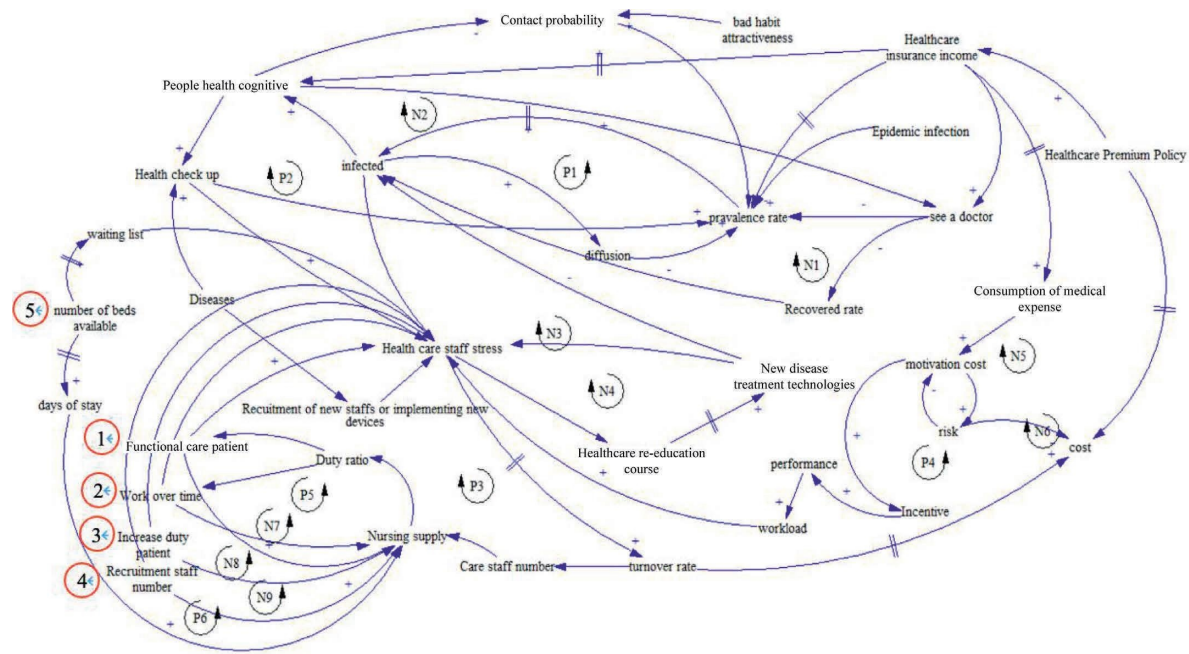 Contact probability
bad habit
attractiveness
Healthcare
insurance income
-
+
People health cognitive
+
N2
+
+
Epidemic infection
Healthcare Premium Policy
+
Health check up
+
P2
infected
+
P1
+
-
+
pravalence rate
+
-
see a doctor
waiting list
+
+
diffusion
-
-
N1
-
+
5
number of beds
available
Diseases
Recovered rate
Consumption of medical
expense
+
Health care staff stress
N3
N4
New disease
treatment technologies
+
motivation cost
N5
days of stay
+
Recuitment of new staffs or implementing new
devices
+
-
+
1
Functional care patient
Duty ratio
Healthcare re-education
course
risk
N6
cost
+
P4
2
Work over time
P5
P3
performance
+
+
Incentive
3
Increase duty
patient
N7
Nursing supply
workload
+
4
Recruitment staff
number
N8
N9
+
Care staff number
+
turnover rate
P6